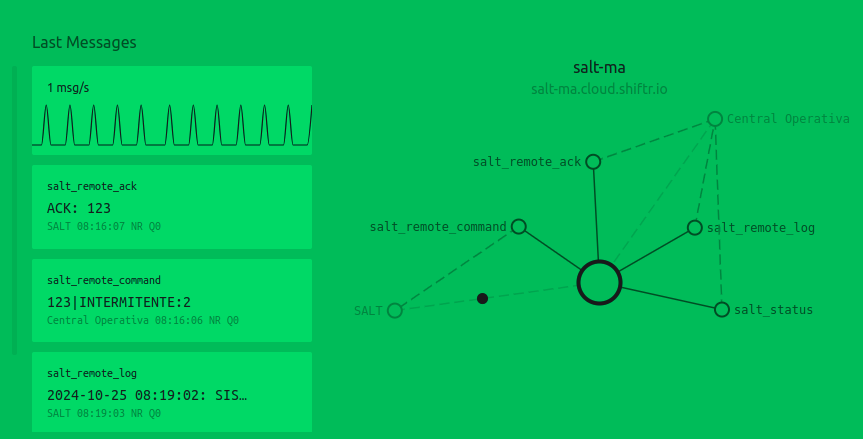 Last Messages
1 msg/s
salt_remote_ack
ACK: 123
SALT 08:16:07 NR Q0
salt_remote_command
123|INTERMITENTE:2
Central Operativa 08:16:06 NR Q0
salt_remote_log
2024-10-25 08:19:02: SIS…
SALT 08:19:03 NR Q0
salt-ma
salt-ma.cloud.shiftr.io
Central Operativa
salt_remote_ack
salt_remote_command
salt_remote_log
SALT
salt_status